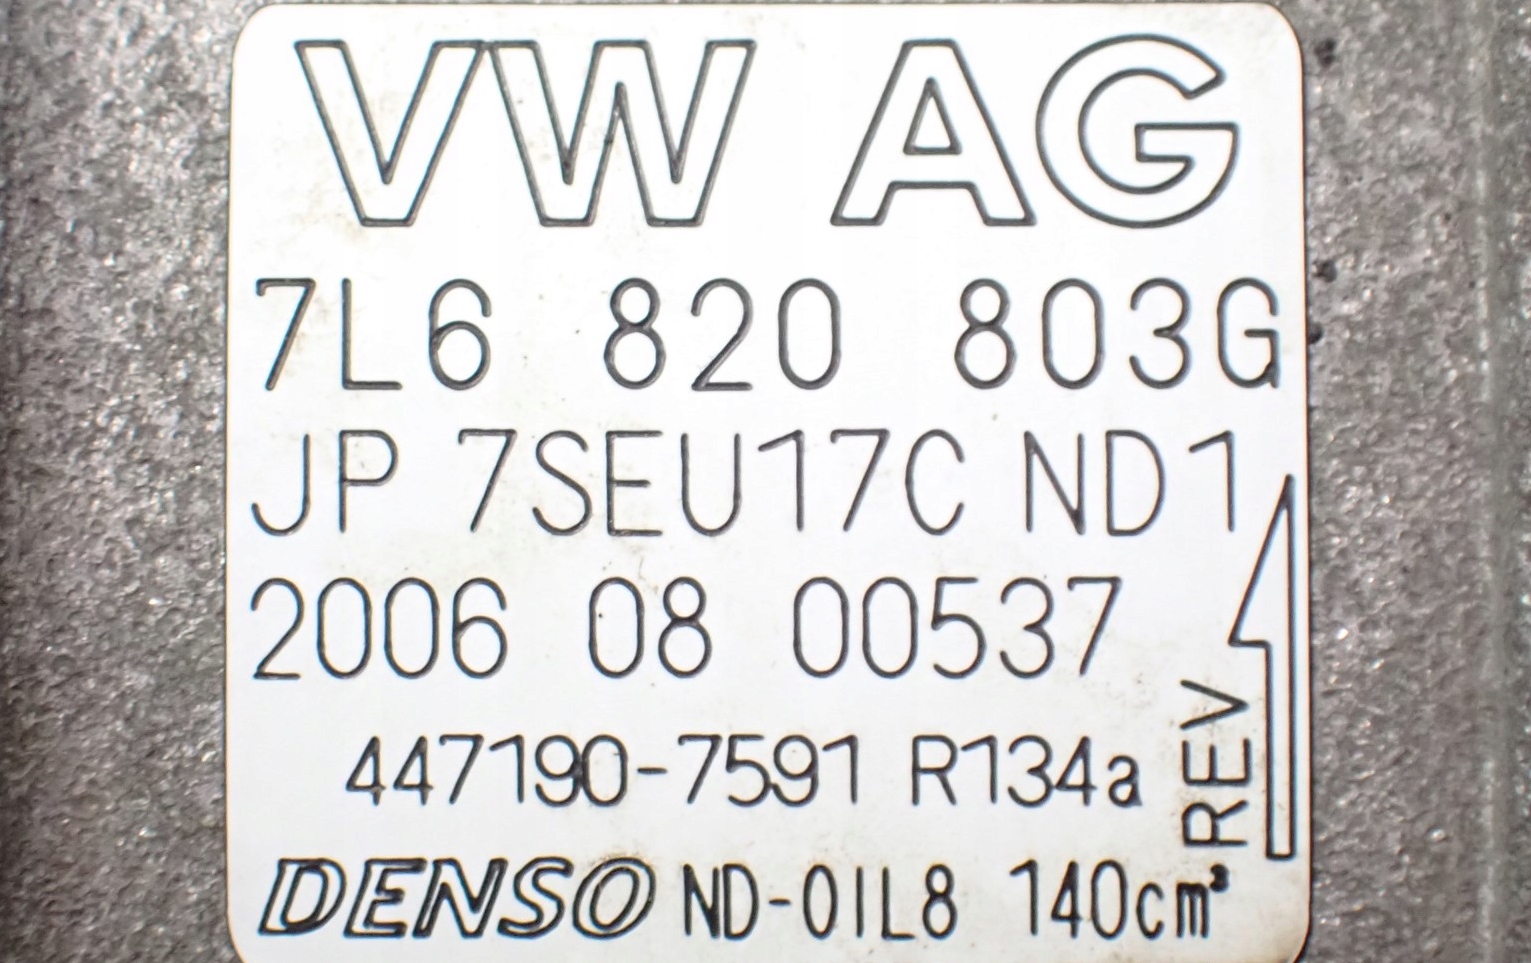 VW AG
7L6 820 803G
JP 7SEU17C ND1
2006 08 00537
447190-7591 R134a
DENSO ND-OIL8 140cm³
REV